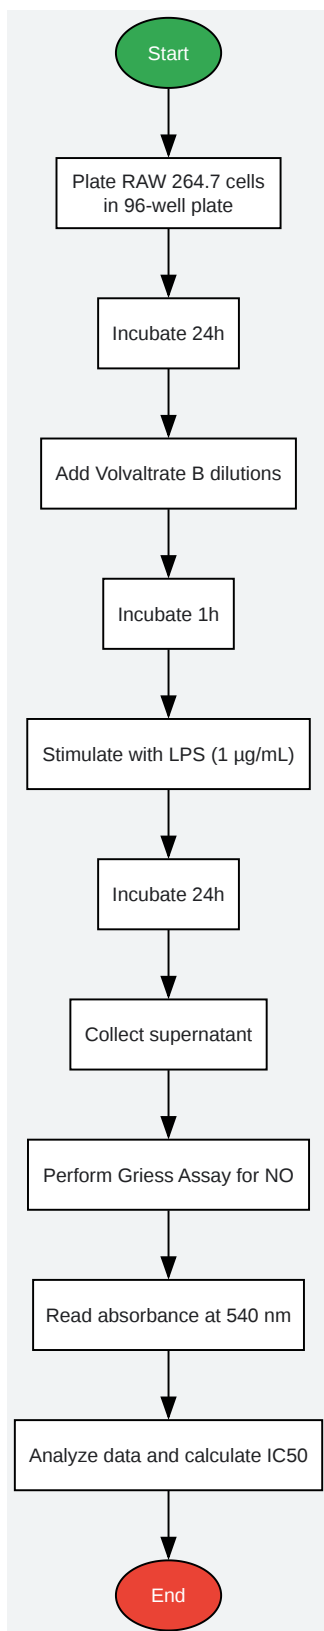 Start
Plate RAW 264.7 cells
in 96-well plate
Incubate 24h
Add Volvaltrate B dilutions
Incubate 1h
Stimulate with LPS (1 µg/mL)
Incubate 24h
Collect supernatant
Perform Griess Assay for NO
Read absorbance at 540 nm
Analyze data and calculate IC50
End